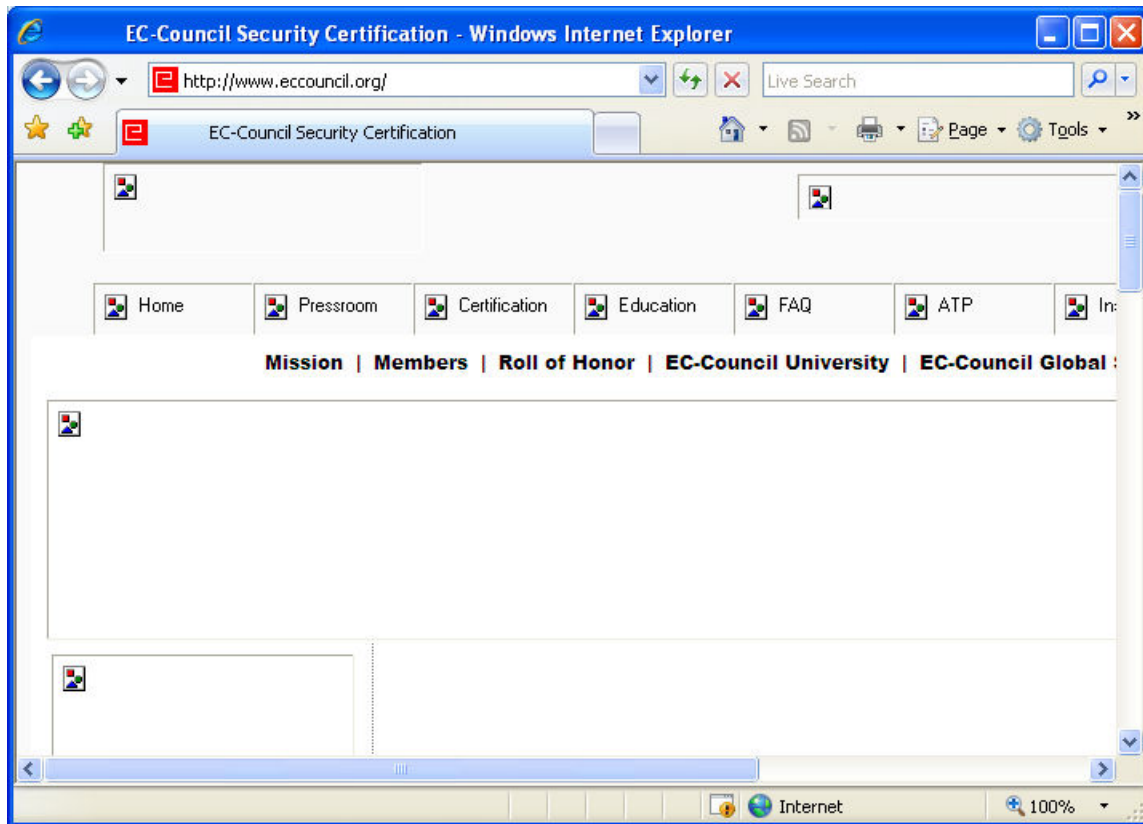 EC-Council Security Certification - Windows Internet Explorer
http://www.eccouncil.org/ Live Search
EC-Council Security Certification Page Tools »
Home Pressroom Certification Education FAQ ATP
Mission | Members | Roll of Honor | EC-Council University | EC-Council Global
Internet 100%